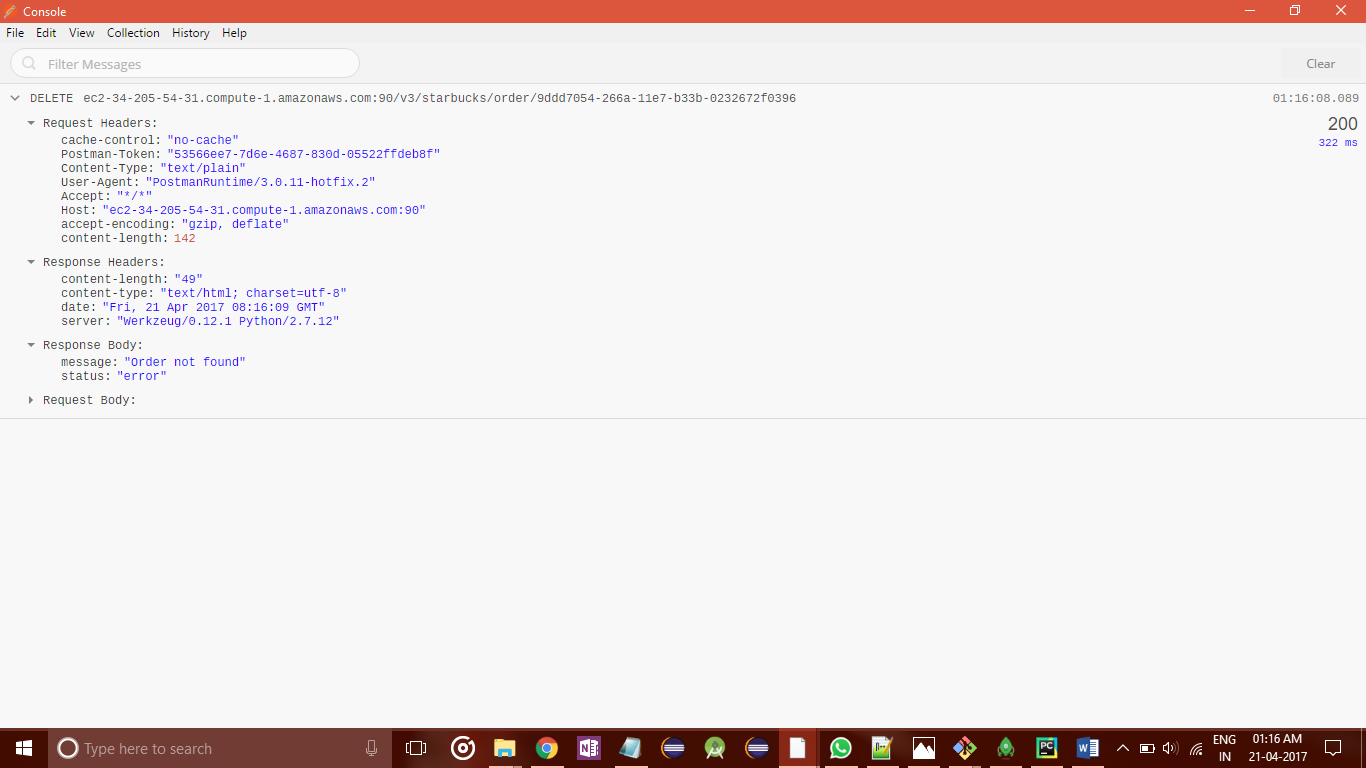 Console
File Edit View Collection History Help
Filter Messages
Clear
DELETE ec2-34-205-54-31.compute-1.amazonaws.com:90/v3/starbucks/order/9ddd7054-266a-11e7-b33b-0232672f0396
01:16:08.089
Request Headers:
200
cache-control: "no-cache"
322 ms
Postman-Token: "53566ee7-7d6e-4687-830d-05522ffdeb8f"
Content-Type: "text/plain"
User-Agent: "PostmanRuntime/3.0.11-hotfix.2"
Accept: "*/*"
Host: "ec2-34-205-54-31.compute-1.amazonaws.com:90"
accept-encoding: "gzip, deflate"
content-length: 142
Response Headers:
content-length: "49"
content-type: "text/html; charset=utf-8"
date: "Fri, 21 Apr 2017 08:16:09 GMT"
server: "Werkzeug/0.12.1 Python/2.7.12"
Response Body:
message: "Order not found"
status: "error"
Request Body:
Type here to search
N
PC
W
ENG
IN
01:16 AM
21-04-2017